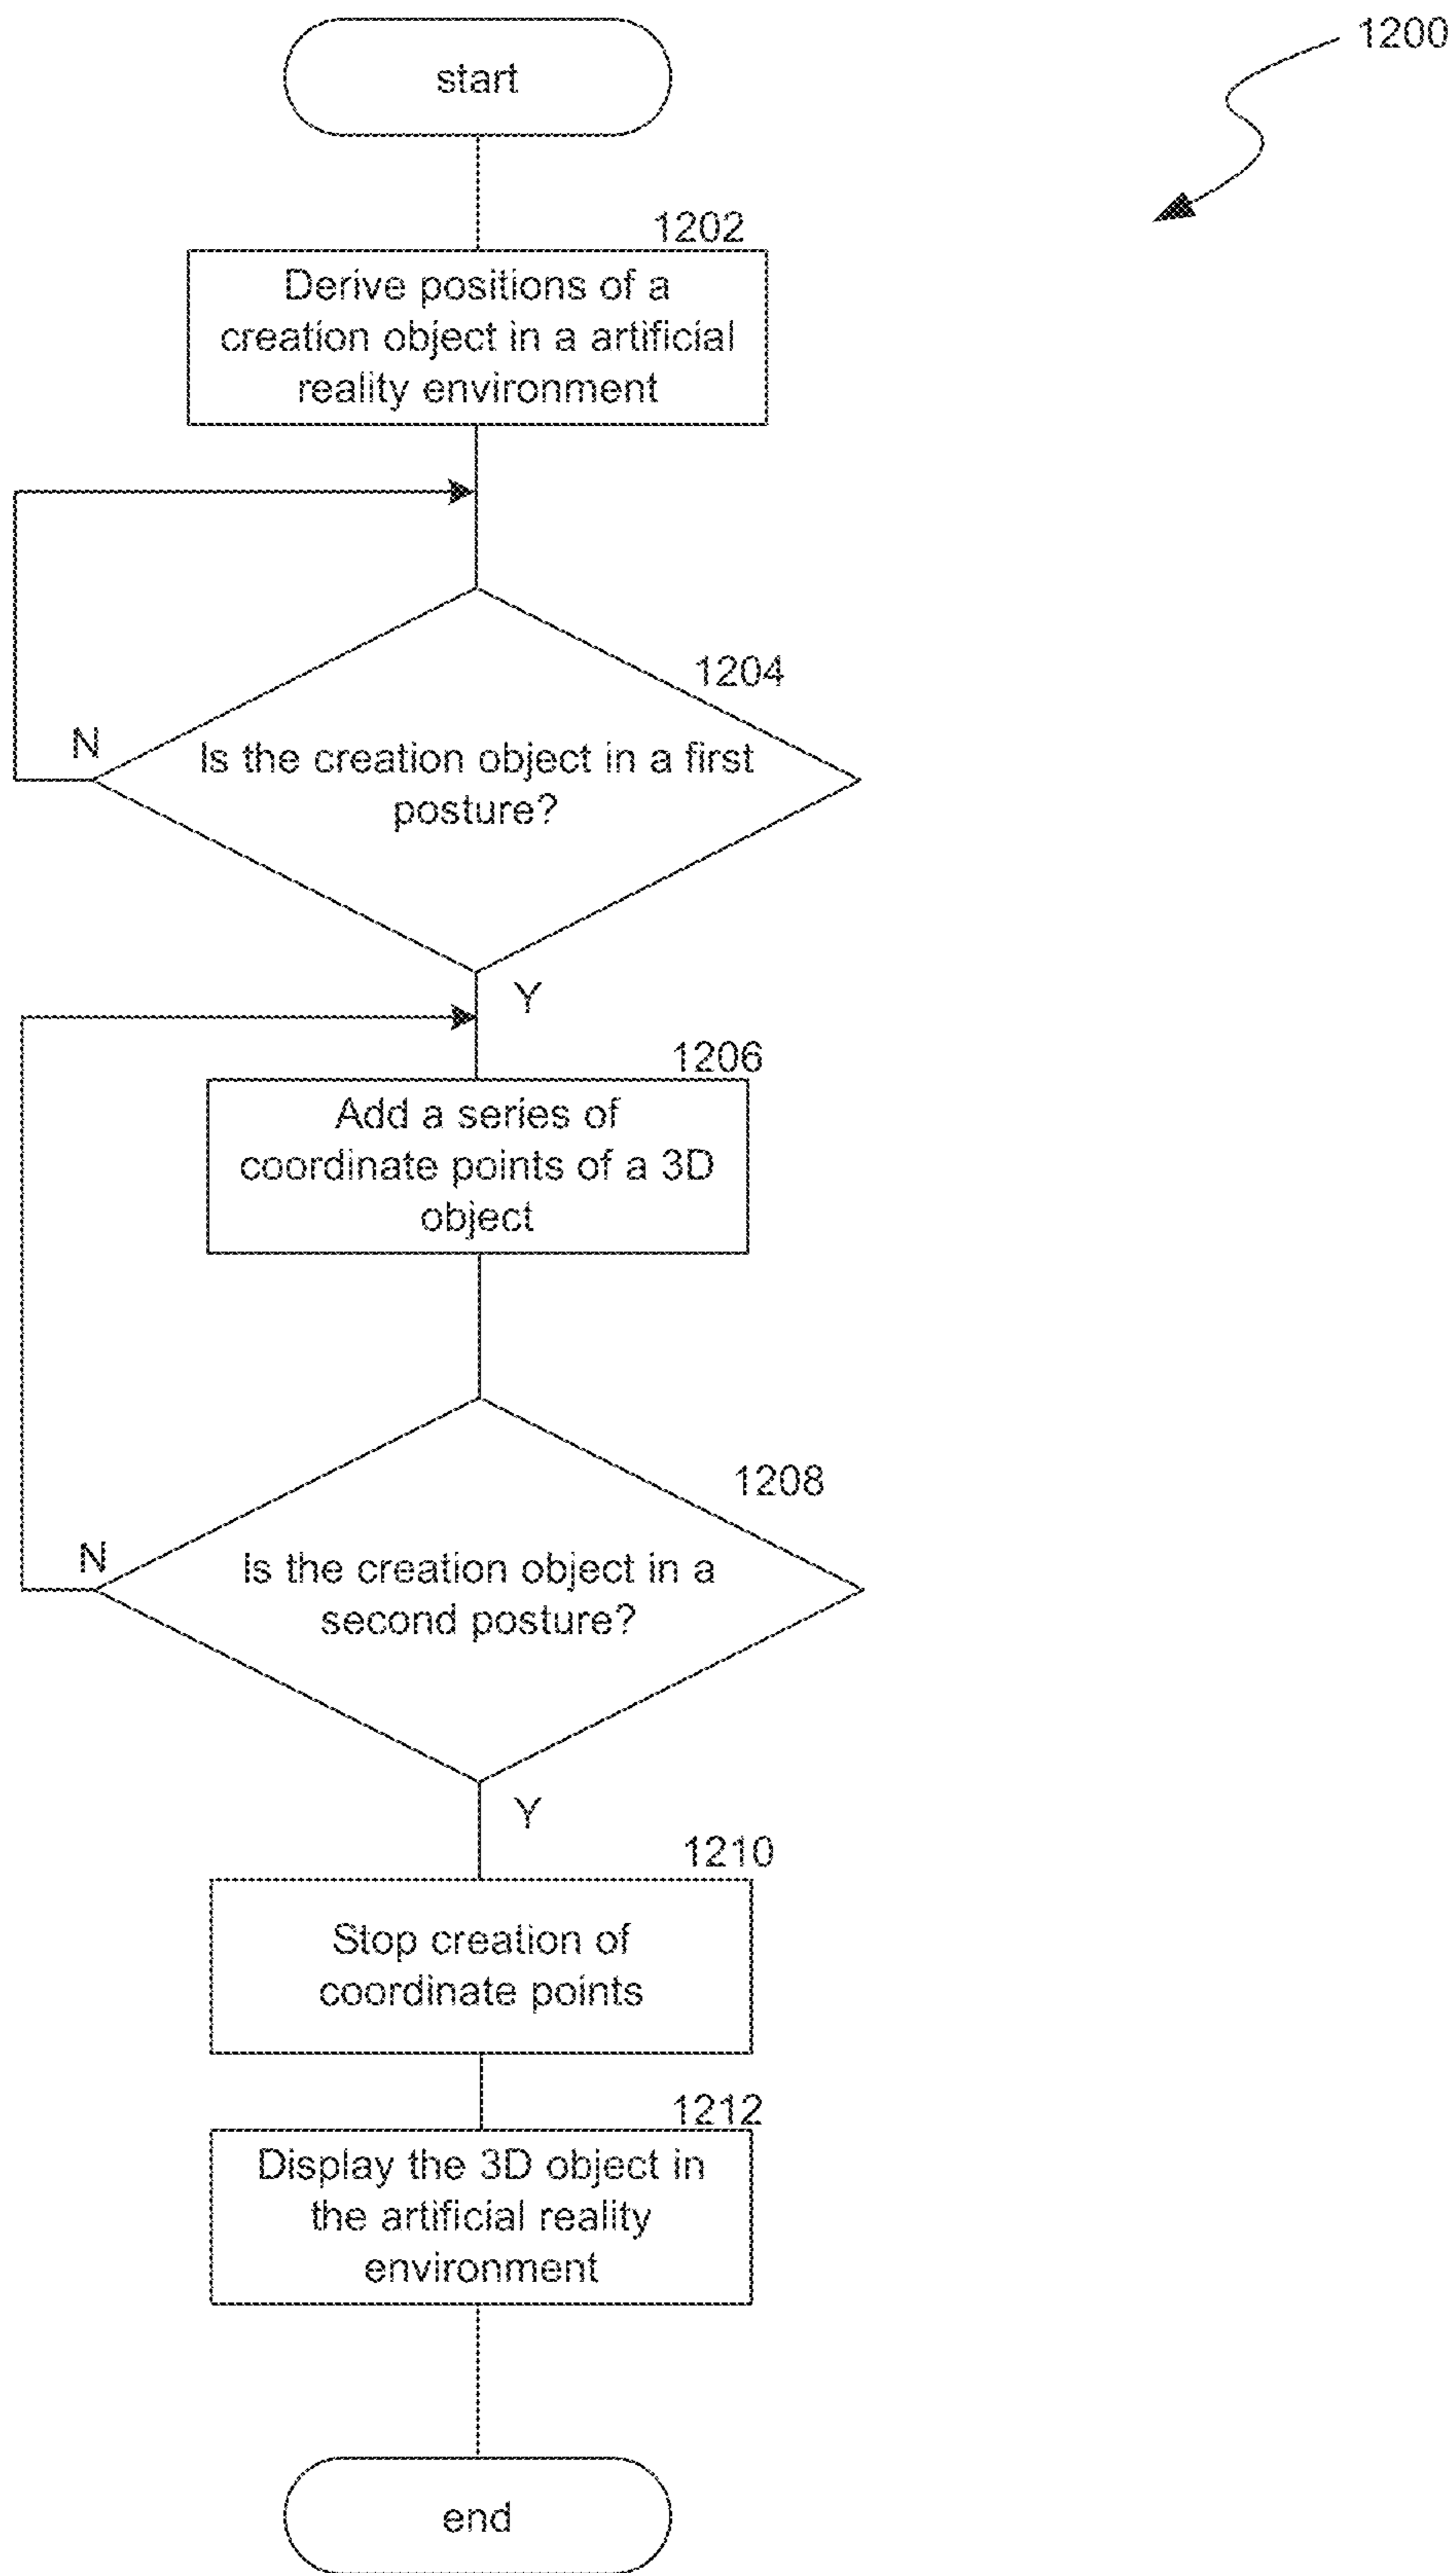 1200
start
1202
Derive positions of a
creation object in a artificial
reality environment
1204
N
Is the creation object in a first
posture?
Y
1206
Add a series of
coordinate points of a 3D
object
1208
N
Is the creation object in a
second posture?
Y
1210
Stop creation of
coordinate points
1212
Display the 3D object in
the artificial reality
environment
end